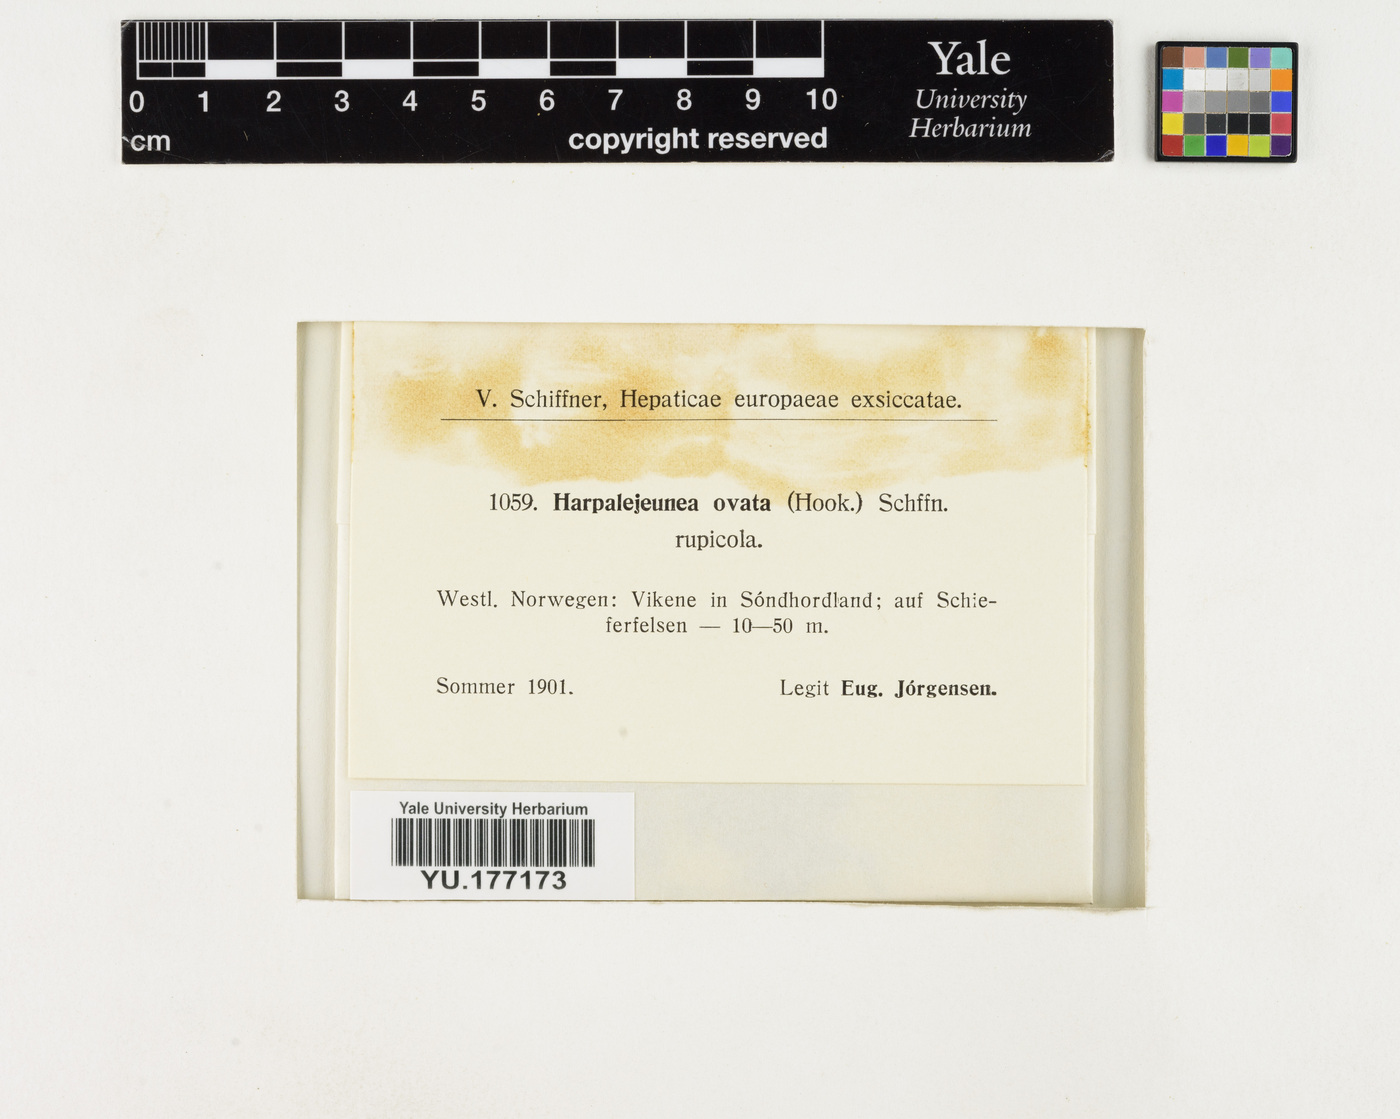 0 1 2 3 4 5 6 7 8 9 10
cm
copyright reserved
Yale
University
Herbarium
V. Schiffner, Hepaticae europaeae exsiccatae.
1059. Harpalejeunea ovata (Hook.) Schffn.
rupicola.
Westl. Norwegen: Vikene in Sóndhordland; auf Schie-
ferfelsen — 10—50 m.
Sommer 1901. Legit Eug. Jórgensen.
Yale University Herbarium
YU.177173